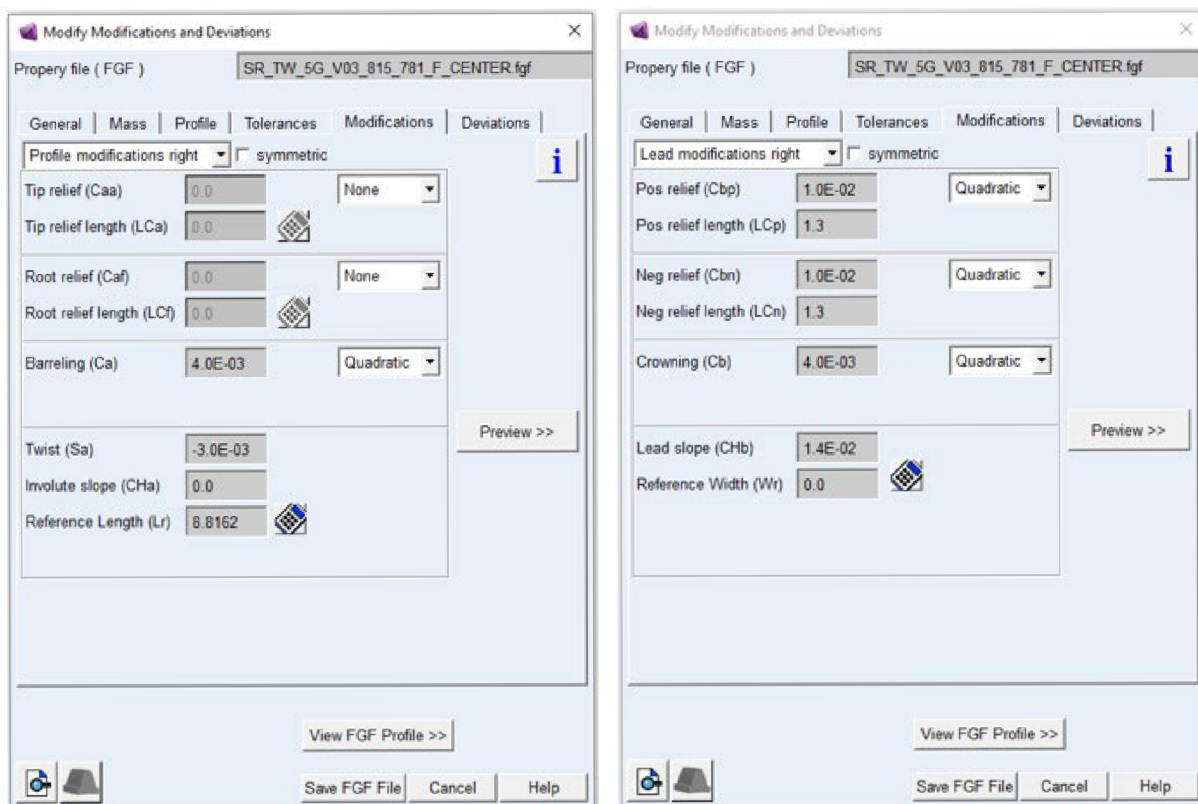 Modify Modifications and Deviations
Propery file ( FGF )
SR_TW_5G_V03_815_781_F_CENTER.fgf
General
Mass
Profile
Tolerances
Modifications
Deviations
Profile modifications right
symmetric
i
Tip relief (Caa)
0.0
None
Tip relief length (LCa)
0.0
Root relief (Caf)
0.0
None
Root relief length (LCf)
0.0
Barreling (Ca)
4.0E-03
Quadratic
Preview >>
Twist (Sa)
-3.0E-03
Involute slope (CHa)
0.0
Reference Length (Lr)
8.8162
View FGF Profile >>
Save FGF File
Cancel
Help
Modify Modifications and Deviations
Propery file ( FGF )
SR_TW_5G_V03_815_781_F_CENTER.fgf
General
Mass
Profile
Tolerances
Modifications
Deviations
Lead modifications right
symmetric
i
Pos relief (Cbp)
1.0E-02
Quadratic
Pos relief length (LCp)
1.3
Neg relief (Cbn)
1.0E-02
Quadratic
Neg relief length (LCn)
1.3
Crowning (Cb)
4.0E-03
Quadratic
Preview >>
Lead slope (CHb)
1.4E-02
Reference Width (Wr)
0.0
View FGF Profile >>
Save FGF File
Cancel
Help